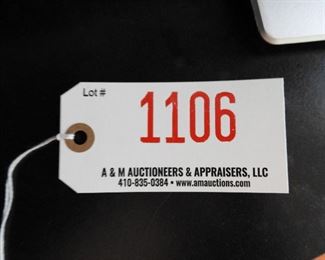 Lot #
1106
A & M AUCTIONEERS & APPRAISERS, LLC
410-835-0384 • www.amauctions.com